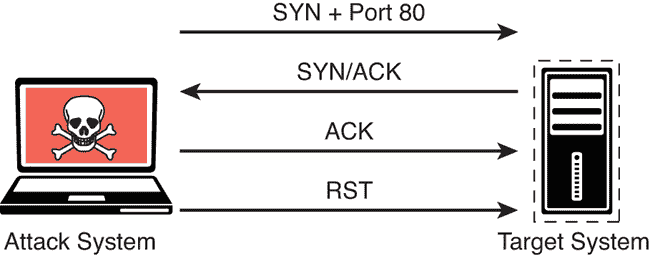 SYN + Port 80
SYN/ACK
ACK
RST
Attack System
Target System